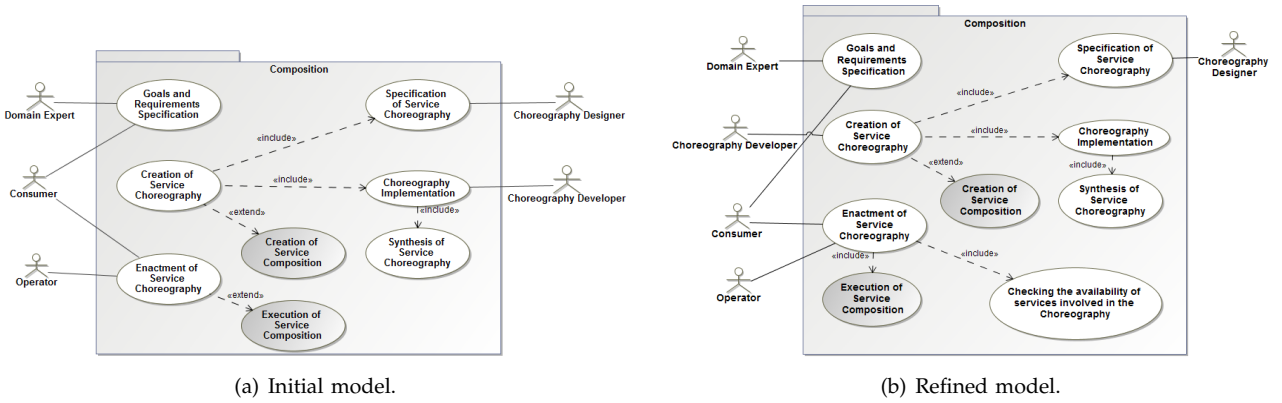 Composition
Goals and
Requirements
Specification
Specification
of Service
Choreography
Domain Expert
Choreography Designer
«include»
Consumer
Creation of
Service
Choreography
«include»
Choreography
Implementation
Choreography Developer
«extend»
«include»
Creation of
Service
Composition
Synthesis
of Service
Choreography
Operator
Enactment of
Service
Choreography
«extend»
Execution of
Service
Composition
(a) Initial model.
Composition
Domain Expert
Goals and
Requirements
Specification
Specification of
Service
Choreography
Choreography
Designer
«include»
Choreography Developer
Creation of
Service
Choreography
«include»
Choreography
Implementation
«extend»
«include»
Creation of
Service
Composition
Synthesis of
Service
Choreography
Consumer
Enactment of
Service
Choreography
«include»
«include»
Operator
Execution of
Service
Composition
Checking the availability of
services involved in the
Choreography
(b) Refined model.